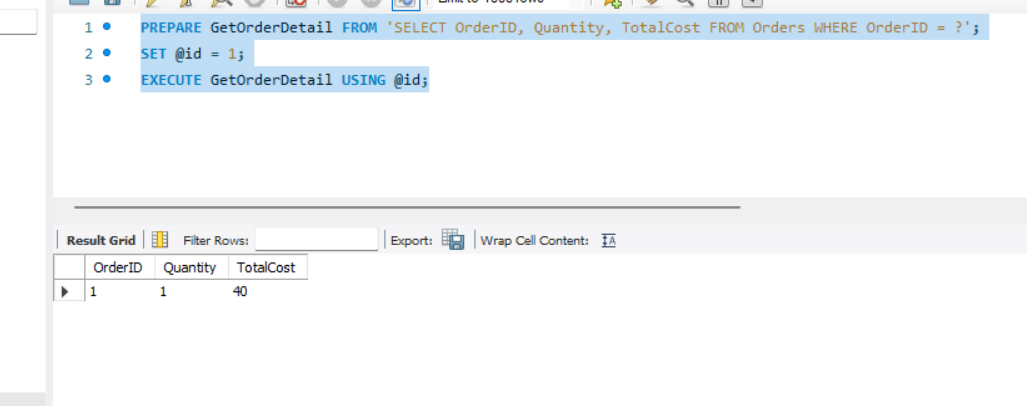 1 PREPARE GetOrderDetail FROM 'SELECT OrderID, Quantity, TotalCost FROM Orders WHERE OrderID = ?';
2 SET @id = 1;
3 EXECUTE GetOrderDetail USING @id;
Result Grid Filter Rows: Export: Wrap Cell Content: IA
OrderID Quantity TotalCost
1 1 40